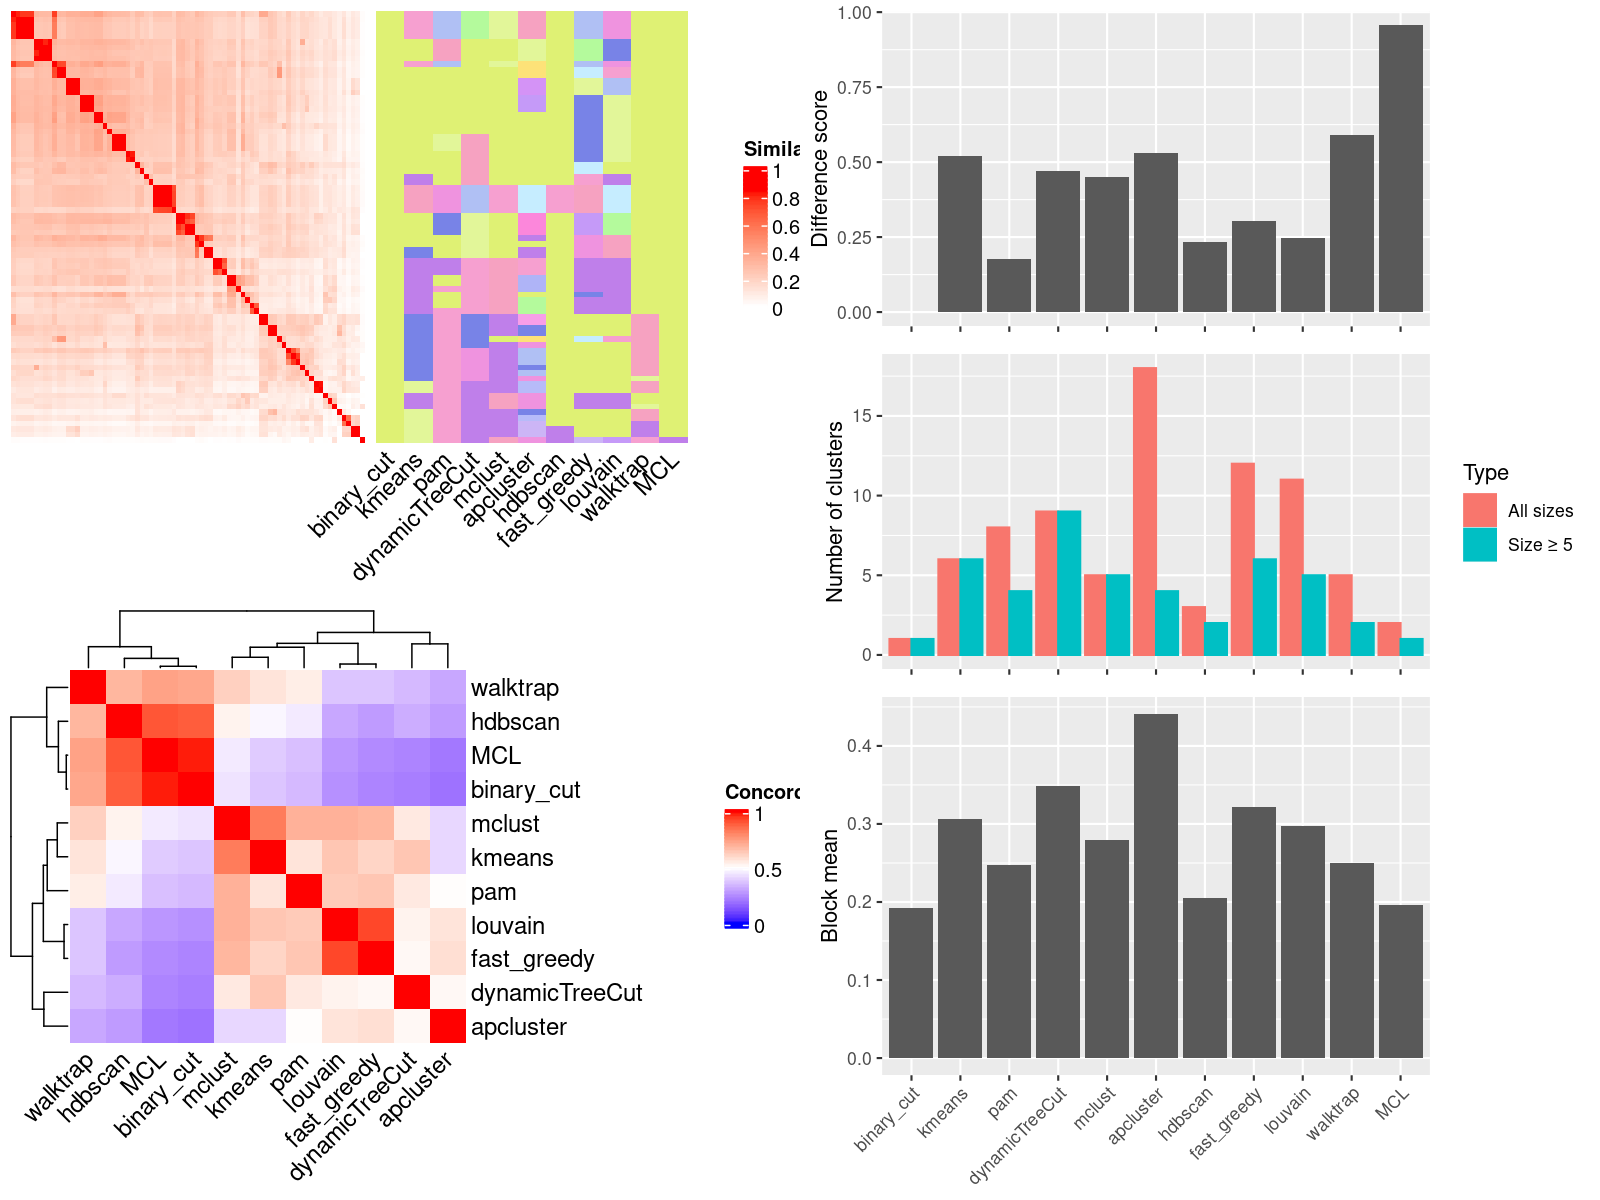 Simila
1
0.8
0.6
0.4
0.2
0
binary_cut
kmeans
pam
dynamicTreeCut
mclust
apcluster
hdbscan
fast_greedy
louvain
walktrap
MCL
Difference score
1.00
0.75
0.50
0.25
0.00
Number of clusters
15
10
5
0
Type
All sizes
Size ≥ 5
walktrap
hdbscan
MCL
binary_cut
mclust
kmeans
pam
louvain
fast_greedy
dynamicTreeCut
apcluster
walktrap
hdbscan
MCL
binary_cut
mclust
kmeans
pam
louvain
fast_greedy
dynamicTreeCut
apcluster
Concord
1
0.5
0
Block mean
0.4
0.3
0.2
0.1
0.0
binary_cut
kmeans
pam
dynamicTreeCut
mclust
apcluster
hdbscan
fast_greedy
louvain
walktrap
MCL